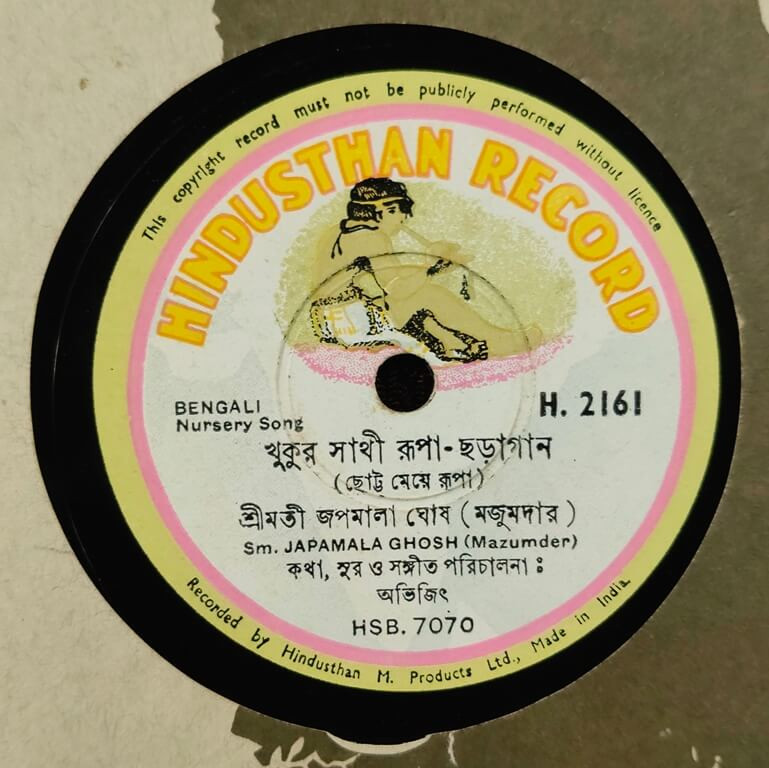 This copyright record must not be publicly performed without licence
HINDUSTHAN RECORD
BENGALI
Nursery Song
H. 2161
খুকুর সাথী রূপা-ছড়াগান
(ছোট্ট মেয়ে রূপা)
শ্রীমতী জপমালা ঘোষ (মজুমদার)
Sm. JAPAMALA GHOSH (Mazumder)
কথা, সুর ও সঙ্গীত পরিচালনা :
অভিজিৎ
HSB. 7070
Recorded by Hindusthan M. Products Ltd., Made in India